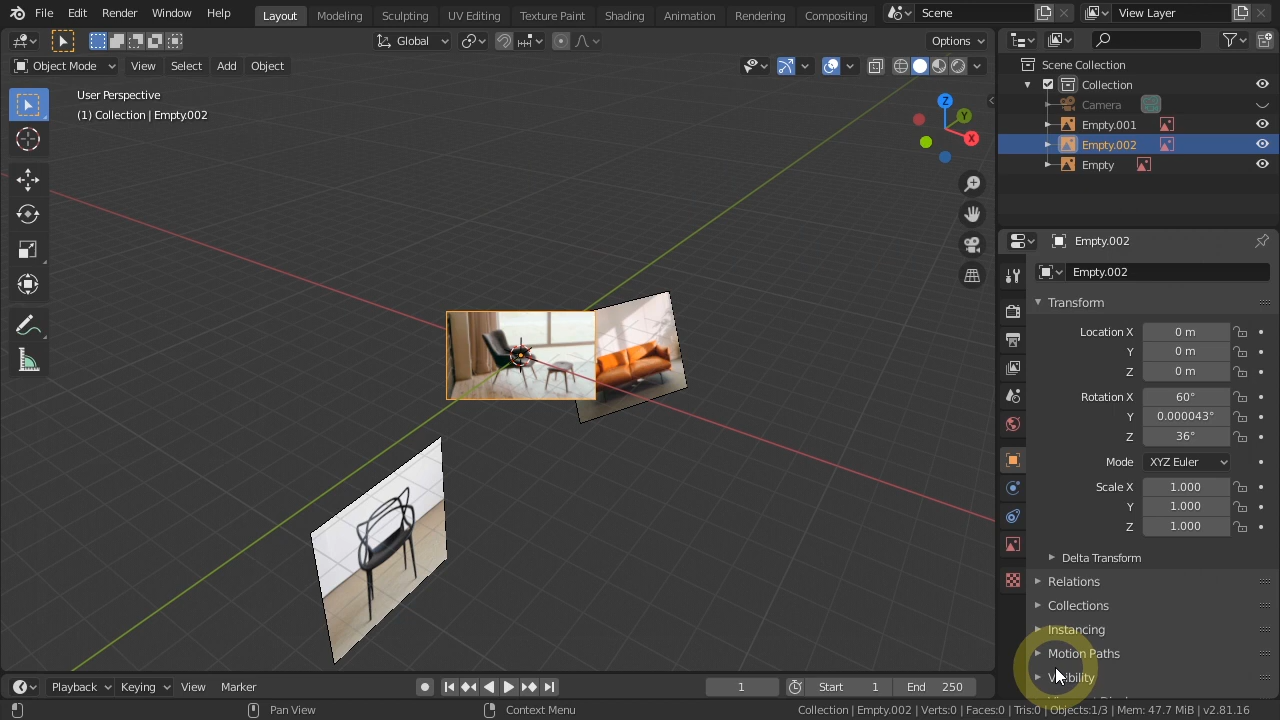 File Edit Render Window Help Layout Modeling Sculpting UV Editing Texture Paint Shading Animation Rendering Compositing Scene View Layer
Global Options
Object Mode View Select Add Object
User Perspective
(1) Collection | Empty.002
Z
Y
X
Scene Collection
Collection
Camera
Empty.001
Empty.002
Empty
Empty.002
Empty.002
Transform
Location X 0 m
Y 0 m
Z 0 m
Rotation X 60°
Y 0.000043°
Z 36°
Mode XYZ Euler
Scale X 1.000
Y 1.000
Z 1.000
Delta Transform
Relations
Collections
Instancing
Motion Paths
Visibility
Playback Keying View Marker 1 Start 1 End 250
Pan View Context Menu Collection | Empty.002 | Verts:0 | Faces:0 | Tris:0 | Objects:1/3 | Mem: 47.7 MiB | v2.81.16